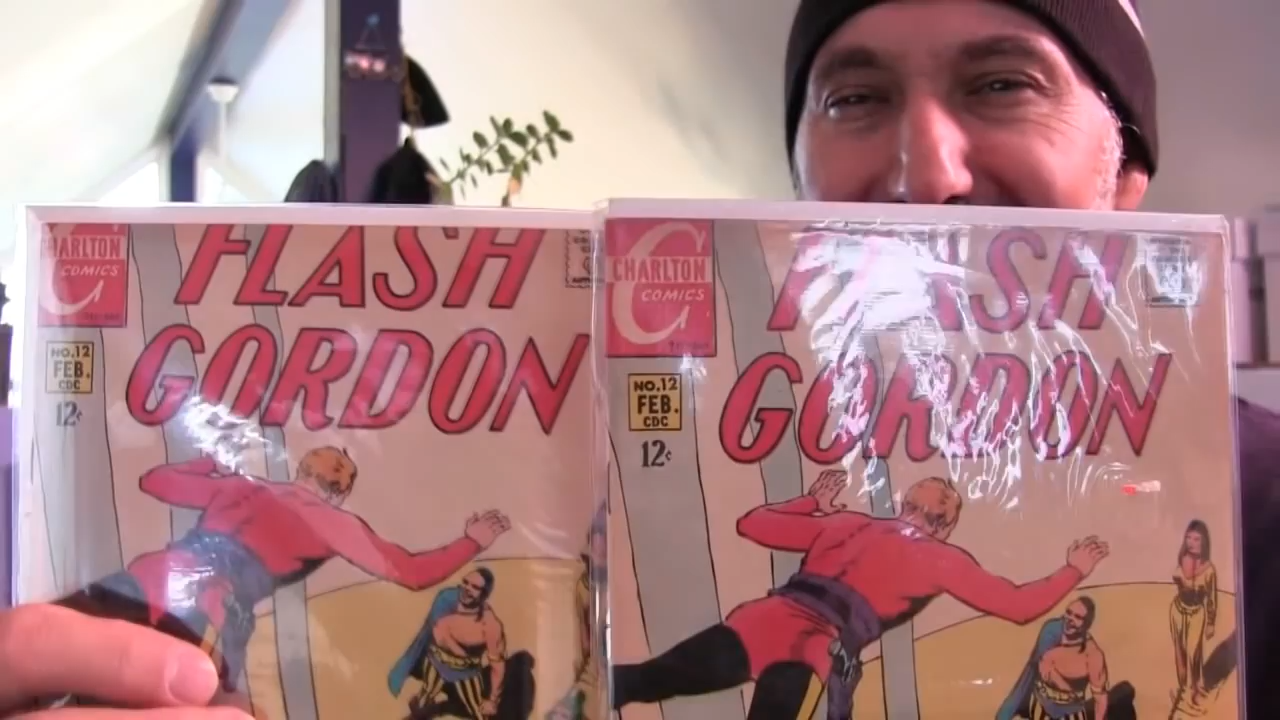 CHARLTON
COMICS
FLASH
GORDON
NO.12
FEB.
CDC
12¢
CHARLTON
COMICS
FLASH
GORDON
NO.12
FEB.
CDC
12¢